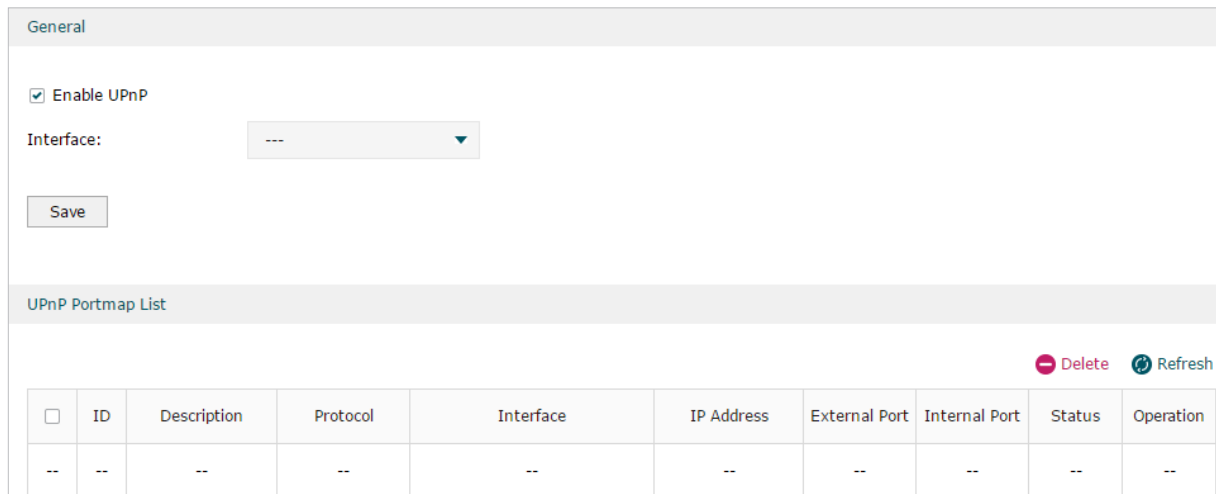 General
Enable UPnP
Interface: ---
Save
UPnP Portmap List
Delete Refresh
ID Description Protocol Interface IP Address External Port Internal Port Status Operation
-- -- -- -- -- -- -- -- -- --